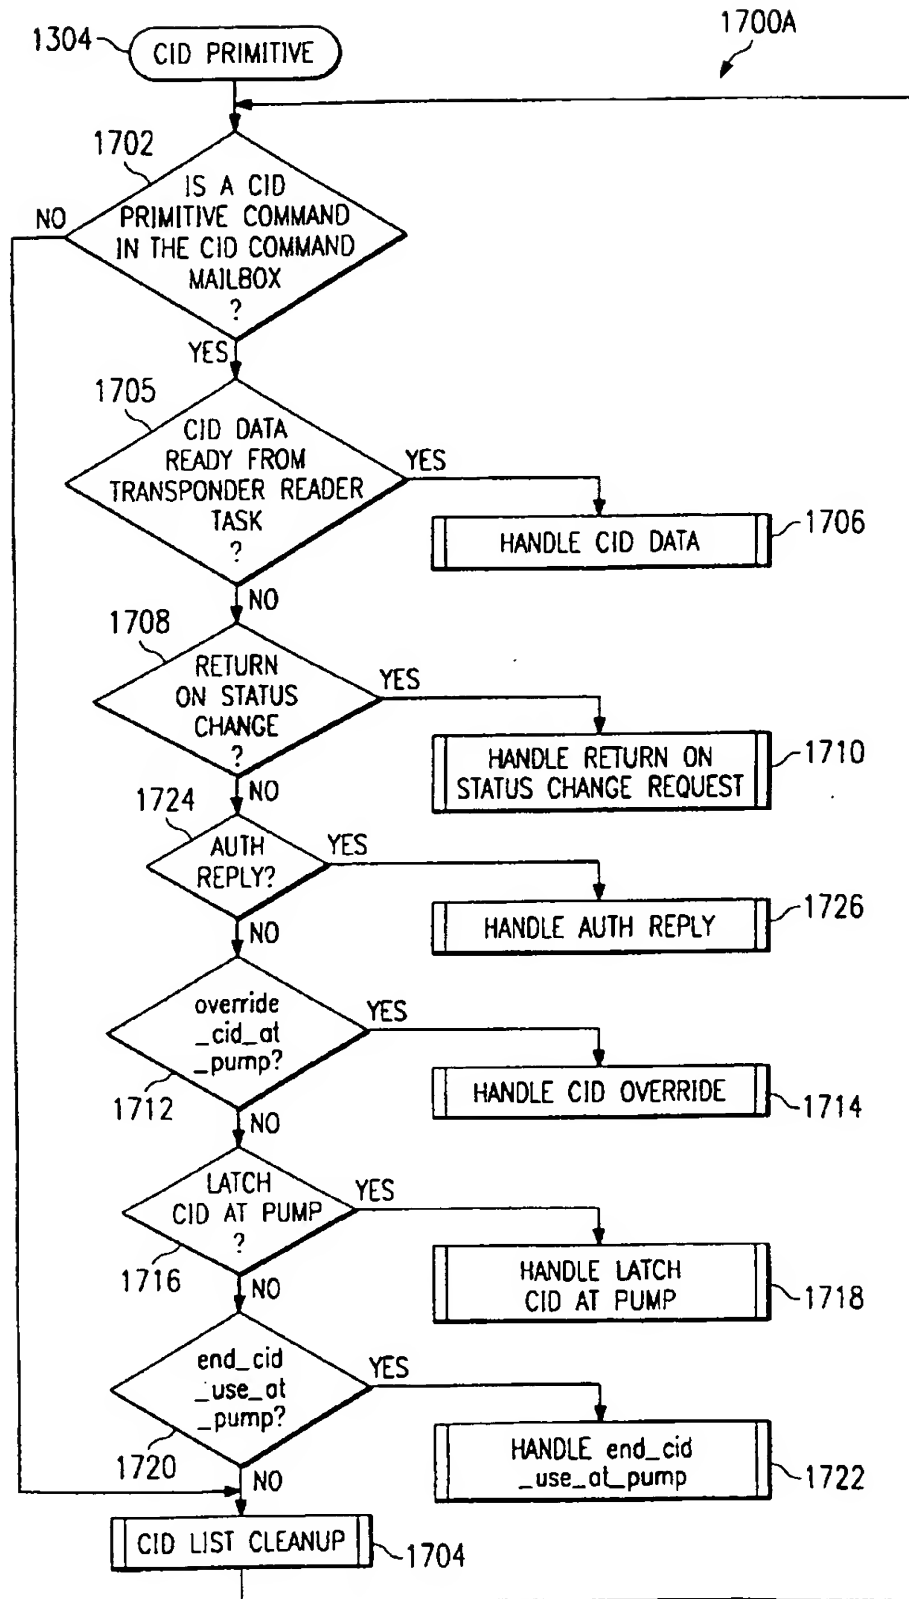 1700A
1304
CID PRIMITIVE
1702
IS A CID
PRIMITIVE COMMAND
IN THE CID COMMAND
MAILBOX
?
NO
YES
1705
CID DATA
READY FROM
TRANSPONDER READER
TASK
?
YES
HANDLE CID DATA
1706
NO
1708
RETURN
ON STATUS
CHANGE
?
YES
HANDLE RETURN ON
STATUS CHANGE REQUEST
1710
NO
1724
AUTH
REPLY?
YES
HANDLE AUTH REPLY
1726
NO
override
_cid_at
_pump?
1712
YES
HANDLE CID OVERRIDE
1714
NO
LATCH
CID AT PUMP
?
1716
YES
HANDLE LATCH
CID AT PUMP
1718
NO
end_cid
_use_at
_pump?
1720
YES
HANDLE end_cid
_use_at_pump
1722
NO
CID LIST CLEANUP
1704